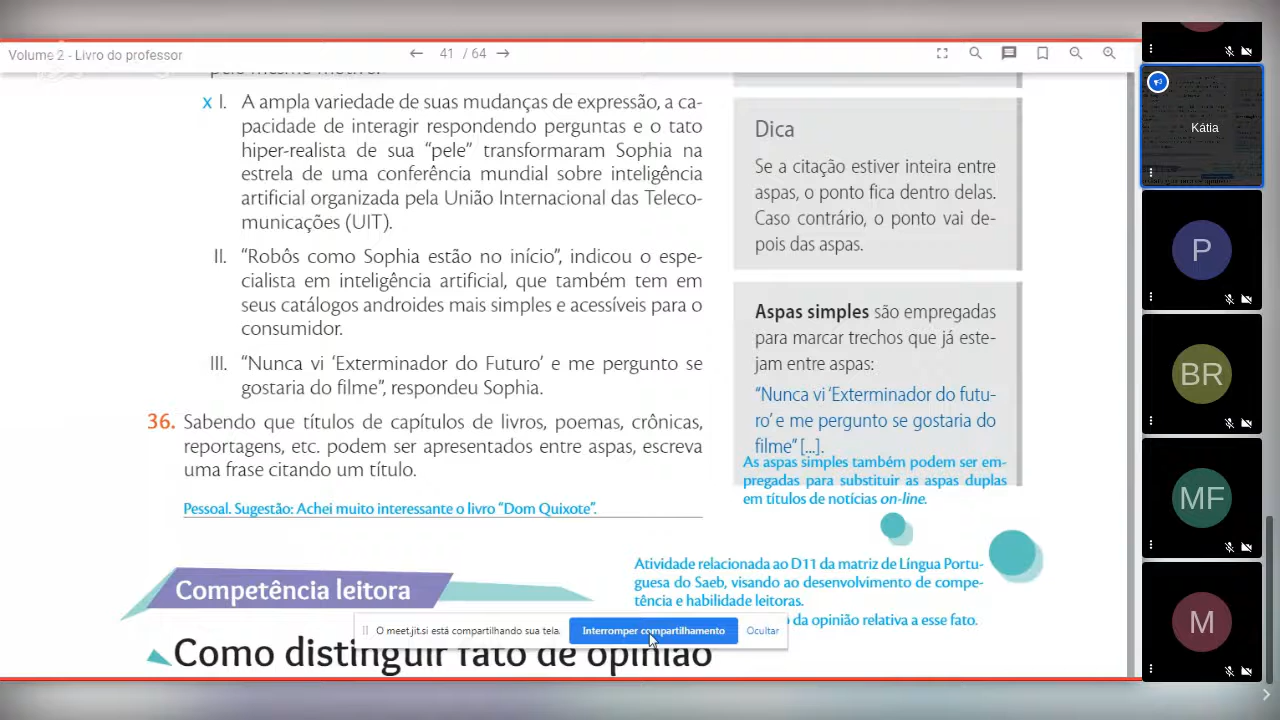 Volume 2 - Livro do professor
41 / 64
x I. A ampla variedade de suas mudanças de expressão, a ca-
pacidade de interagir respondendo perguntas e o tato
hiper-realista de sua “pele” transformaram Sophia na
estrela de uma conferência mundial sobre inteligência
artificial organizada pela União Internacional das Teleco-
municações (UIT).
II. “Robôs como Sophia estão no início”, indicou o espe-
cialista em inteligência artificial, que também tem em
seus catálogos androides mais simples e acessíveis para o
consumidor.
III. “Nunca vi ‘Exterminador do Futuro’ e me pergunto se
gostaria do filme”, respondeu Sophia.
36. Sabendo que títulos de capítulos de livros, poemas, crônicas,
reportagens, etc. podem ser apresentados entre aspas, escreva
uma frase citando um título.
Pessoal. Sugestão: Achei muito interessante o livro “Dom Quixote”.
Dica
Se a citação estiver inteira entre
aspas, o ponto fica dentro delas.
Caso contrário, o ponto vai de-
pois das aspas.
Aspas simples são empregadas
para marcar trechos que já este-
jam entre aspas:
“Nunca vi ‘Exterminador do futu-
ro’ e me pergunto se gostaria do
filme” [...].
As aspas simples também podem ser em-
pregadas para substituir as aspas duplas
em títulos de notícias on-line.
Atividade relacionada ao D11 da matriz de Língua Portu-
guesa do Saeb, visando ao desenvolvimento de compe-
tência e habilidade leitoras.
da opinião relativa a esse fato.
Competência leitora
O meet.jit.si está compartilhando sua tela.
Interromper compartilhamento
Ocultar
Como distinguir fato de opinião
Kátia
P
BR
MF
M